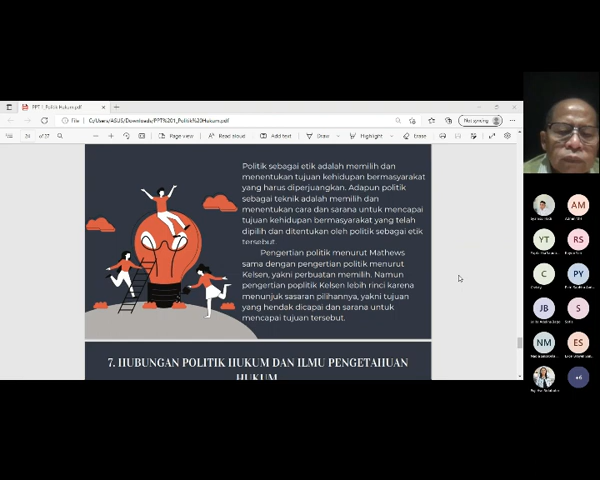 PPT 1_Politik Hukum.pdf
File
C:/Users/ASUS/Downloads/PPT%201_Politik%20Hukum.pdf
Not syncing
26 of 27
Page view
Read aloud
Add text
Draw
Highlight
Erase
Politik sebagai etik adalah memilih dan
menentukan tujuan kehidupan bermasyarakat
yang harus diperjuangkan. Adapun politik
sebagai teknik adalah memilih dan
menentukan cara dan sarana untuk mencapai
tujuan kehidupan bermasyarakat yang telah
dipilih dan ditentukan oleh politik sebagai etik
tersebut.
Pengertian politik menurut Mathews
sama dengan pengertian politik menurut
Kelsen, yakni perbuatan memilih. Namun
pengertian poplitik Kelsen lebih rinci karena
menunjuk sasaran pilihannya, yakni tujuan
yang hendak dicapai dan sarana untuk
mencapai tujuan tersebut.
7. HUBUNGAN POLITIK HUKUM DAN ILMU PENGETAHUAN
HUKUM
AM
YT
RS
C
PY
JB
S
NM
ES
+6